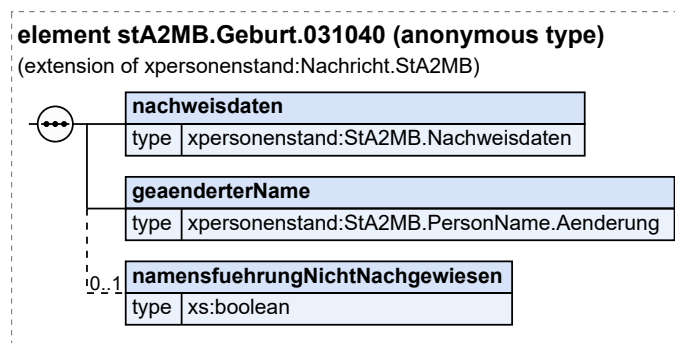 element stA2MB.Geburt.031040 (anonymous type)
(extension of xpersonenstand:Nachricht.StA2MB)
nachweisdaten
type xpersonenstand:StA2MB.Nachweisdaten
geaenderterName
type xpersonenstand:StA2MB.PersonName.Aenderung
0..1 namensfuehrungNichtNachgewiesen
type xs:boolean